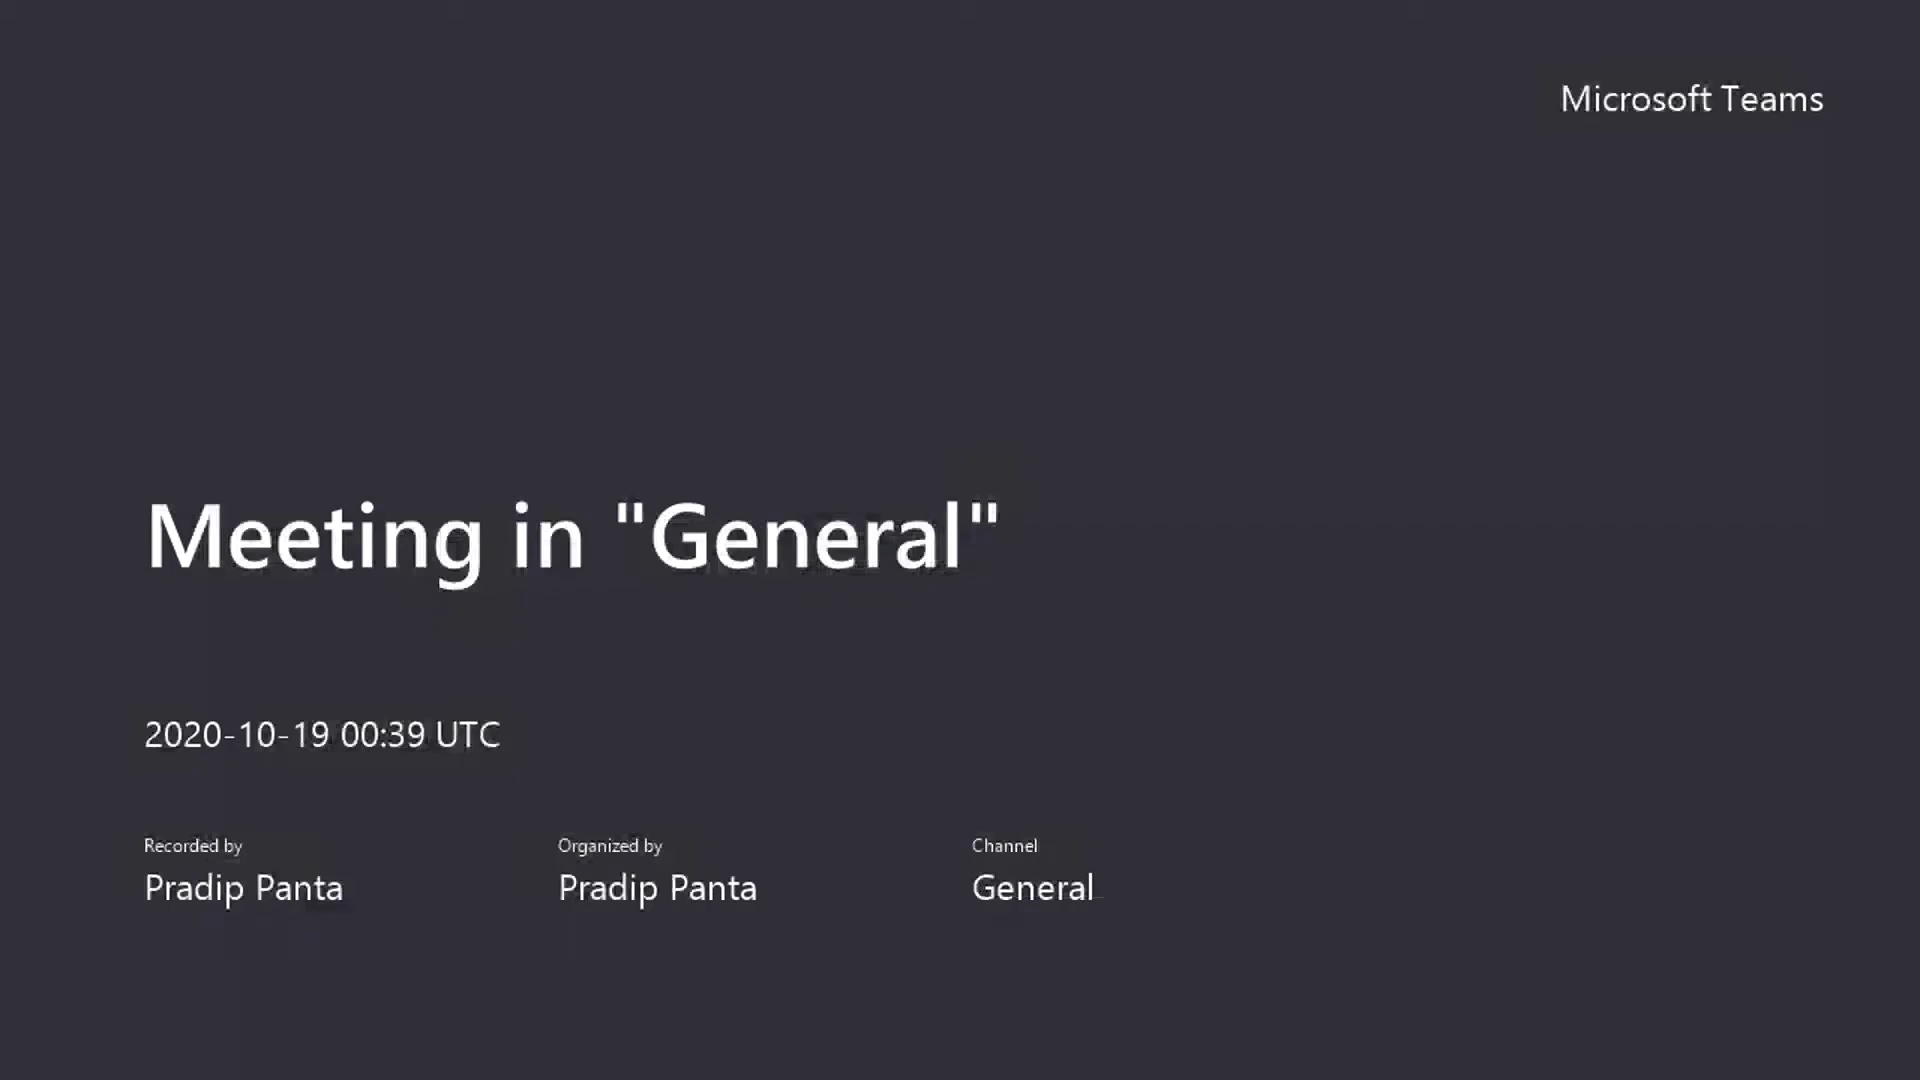 Microsoft Teams
Meeting in "General"
2020-10-19 00:39 UTC
Recorded by
Pradip Panta
Organized by
Pradip Panta
Channel
General